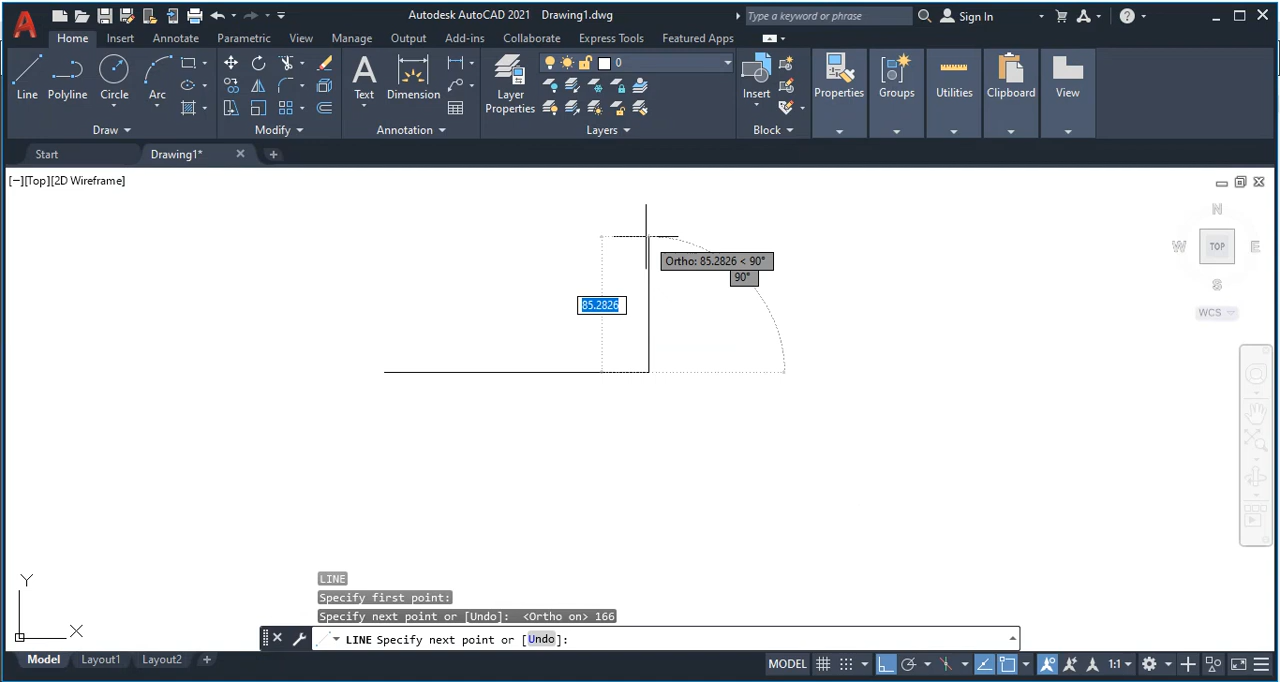 Autodesk AutoCAD 2021 Drawing1.dwg
Type a keyword or phrase
Sign In
Home Insert Annotate Parametric View Manage Output Add-ins Collaborate Express Tools Featured Apps
Line Polyline Circle Arc Text Dimension Layer Properties 0 Insert Properties Groups Utilities Clipboard View
Draw Modify Annotation Layers Block
Start Drawing1*
[−][Top][2D Wireframe]
N
W TOP E
S
WCS
Ortho: 85.2826 < 90°
90°
85.2826
Y
X
LINE
Specify first point:
Specify next point or [Undo]: <Ortho on> 166
LINE Specify next point or [Undo]:
Model Layout1 Layout2
MODEL 1:1